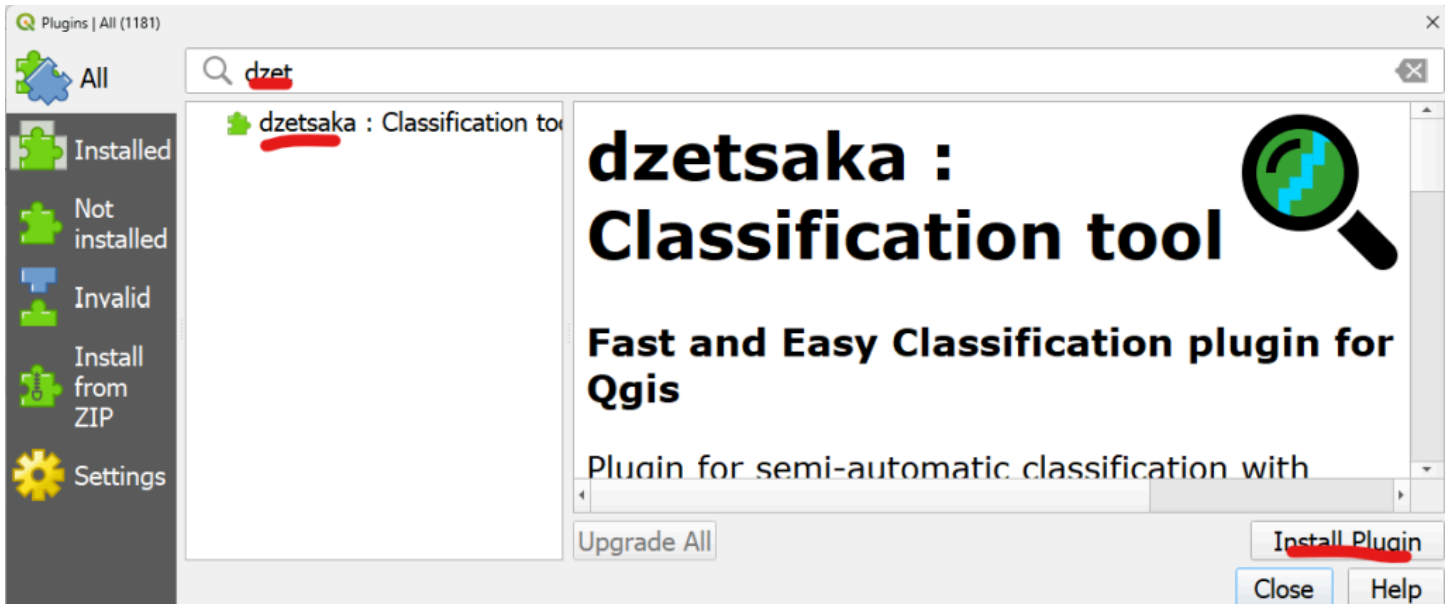 Plugins | All (1181)
All
Installed
Not
installed
Invalid
Install
from
ZIP
Settings
dzet
dzetsaka : Classification too
dzetsaka :
Classification tool
Fast and Easy Classification plugin for
Qgis
Plugin for semi-automatic classification with
Upgrade All
Install Plugin
Close
Help